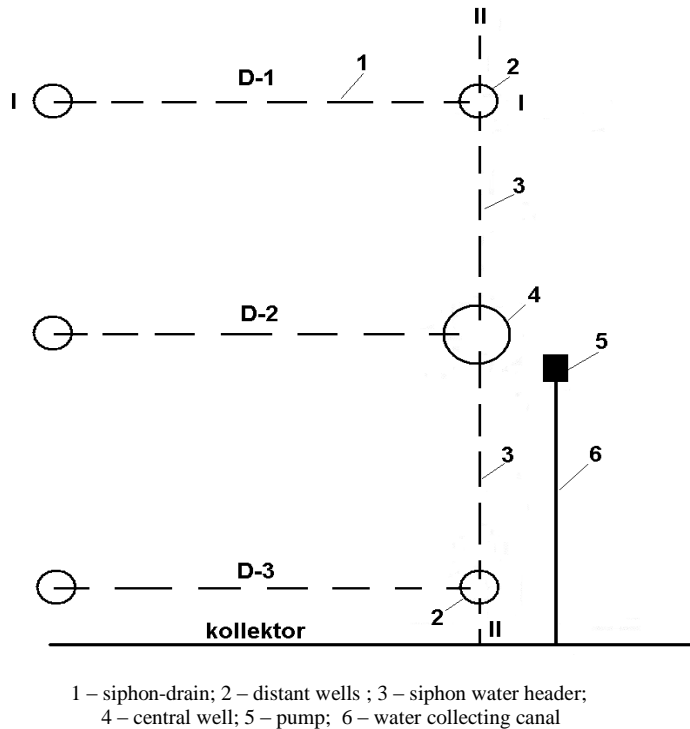 II
D-1
1
2
I
I
3
D-2
4
5
3
6
D-3
2
II
kollektor
1 – siphon-drain; 2 – distant wells ; 3 – siphon water header;
4 – central well; 5 – pump; 6 – water collecting canal